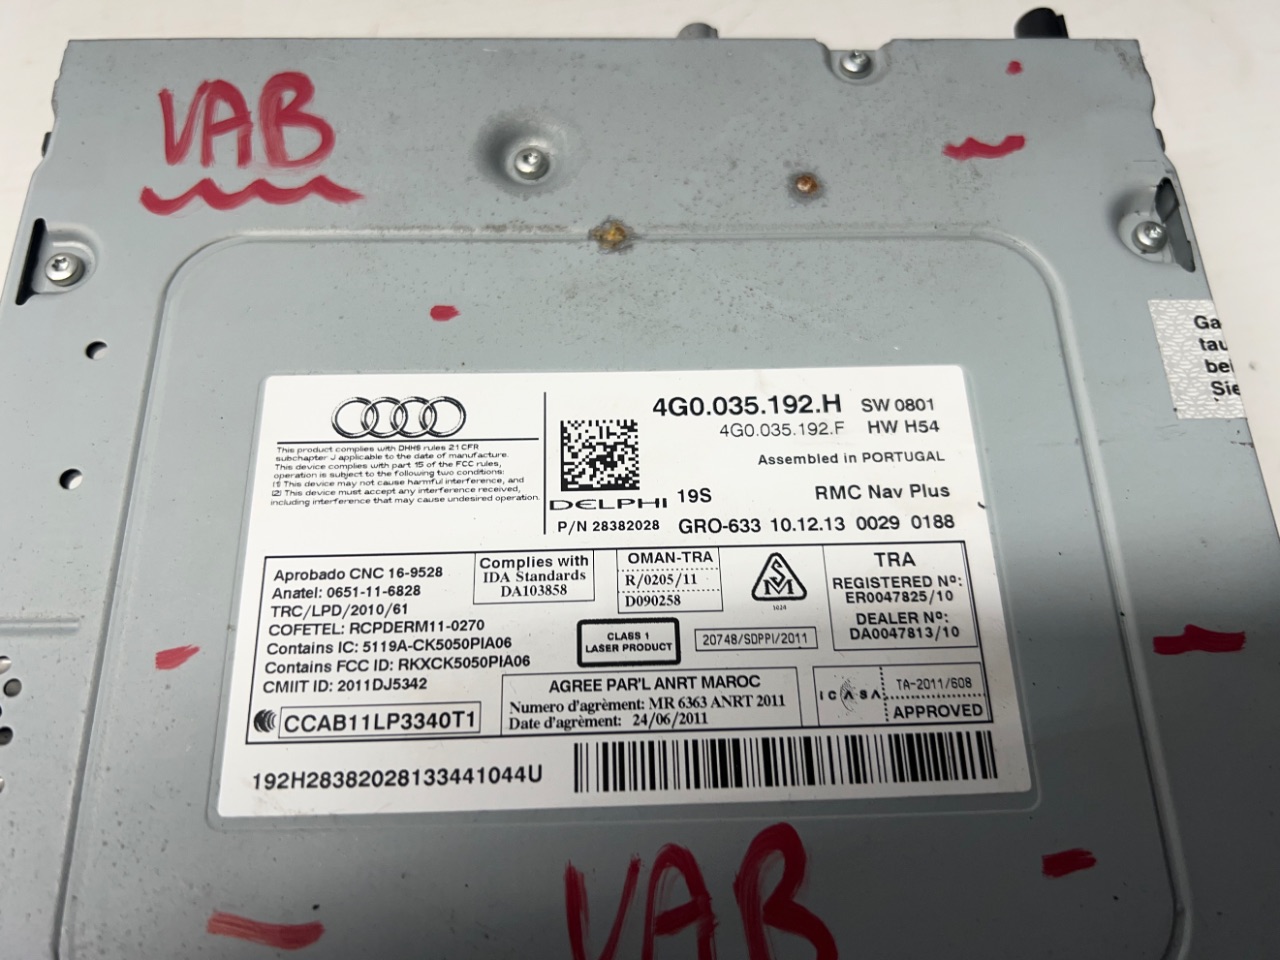 VAB
Ga
tau
bei
Sie
This product complies with DHHS rules 21 CFR
subchapter J applicable to the date of manufacture.
This device complies with part 15 of the FCC rules,
operation is subject to the following two conditions:
(1) This device may not cause harmful interference, and
(2) This device must accept any interference received,
including interference that may cause undesired operation.
4G0.035.192.H SW 0801
4G0.035.192.F HW H54
Assembled in PORTUGAL
DELPHI 19S RMC Nav Plus
P/N 28382028 GRO-633 10.12.13 0029 0188
Aprobado CNC 16-9528
Anatel: 0651-11-6828
TRC/LPD/2010/61
COFETEL: RCPDERM11-0270
Contains IC: 5119A-CK5050PIA06
Contains FCC ID: RKXCK5050PIA06
CMIIT ID: 2011DJ5342
CCAB11LP3340T1
Complies with
IDA Standards
DA103858
OMAN-TRA
R/0205/11
D090258
SM
TRA
REGISTERED Nº:
ER0047825/10
DEALER Nº:
DA0047813/10
CLASS 1
LASER PRODUCT
20748/SDPPI/2011
AGREE PAR'L ANRT MAROC
Numero d'agrèment: MR 6363 ANRT 2011
Date d'agrèment: 24/06/2011
ICASA TA-2011/608
APPROVED
192H28382028133441044U
VAB